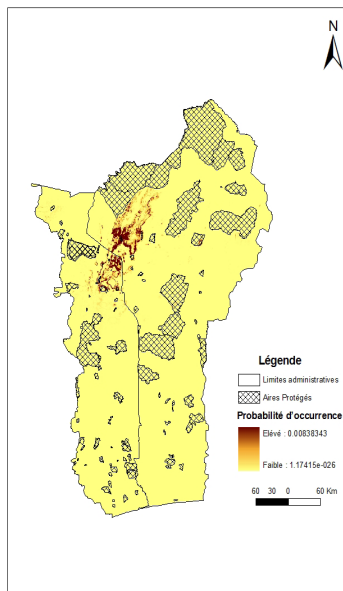 N
Légende
Limites administratives
Aires Protégés
Probabilité d'occurrence
Elévé : 0.00838343
Faible : 1.17415e-026
60 30 0 60 Km